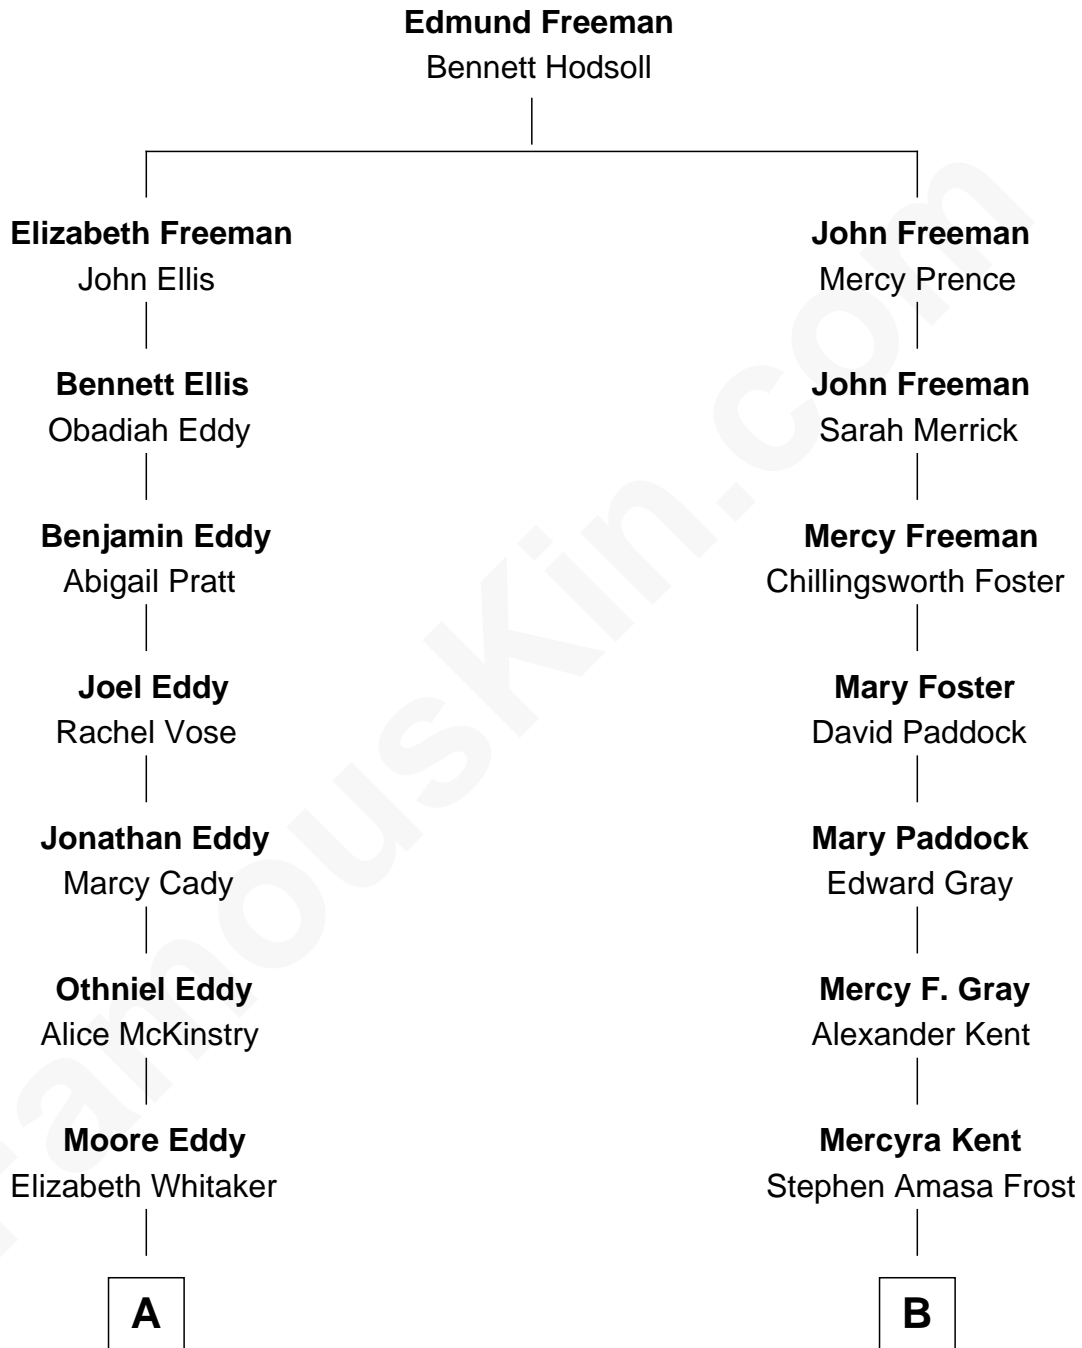 Edmund Freeman
Bennett Hodsoll
Elizabeth Freeman
John Ellis
John Freeman
Mercy Prence
Bennett Ellis
Obadiah Eddy
John Freeman
Sarah Merrick
Benjamin Eddy
Abigail Pratt
Mercy Freeman
Chillingsworth Foster
Joel Eddy
Rachel Vose
Mary Foster
David Paddock
Jonathan Eddy
Marcy Cady
Mary Paddock
Edward Gray
Othniel Eddy
Alice McKinstry
Mercy F. Gray
Alexander Kent
Moore Eddy
Elizabeth Whitaker
Mercyra Kent
Stephen Amasa Frost
A
B
FamousKin.com